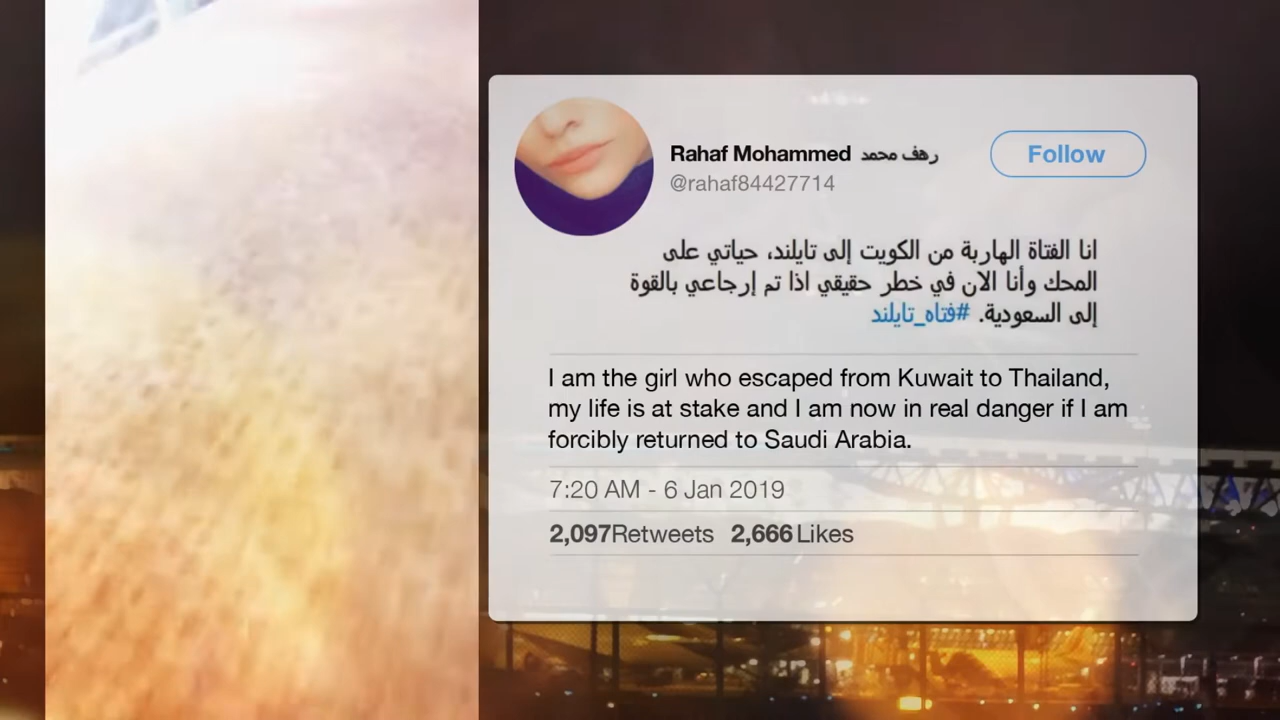 Rahaf Mohammed رهف محمد
Follow
@rahaf84427714
انا الفتاة الهاربة من الكويت إلى تايلند، حياتي على
المحك وأنا الان في خطر حقيقي اذا تم إرجاعي بالقوة
إلى السعودية. #فتاه_تايلند
I am the girl who escaped from Kuwait to Thailand,
my life is at stake and I am now in real danger if I am
forcibly returned to Saudi Arabia.
7:20 AM - 6 Jan 2019
2,097Retweets 2,666 Likes